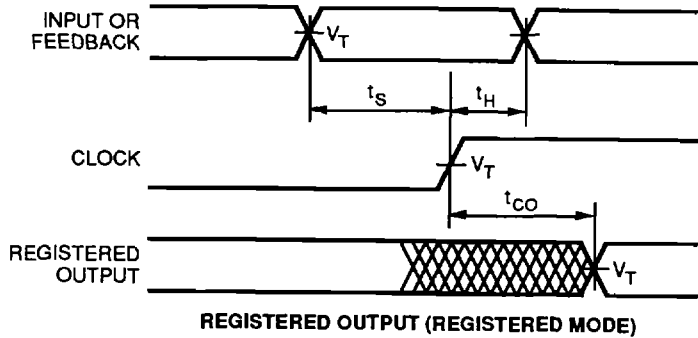 INPUT OR
FEEDBACK
V_T
t_S
t_H
CLOCK
V_T
t_CO
REGISTERED
OUTPUT
V_T
REGISTERED OUTPUT (REGISTERED MODE)